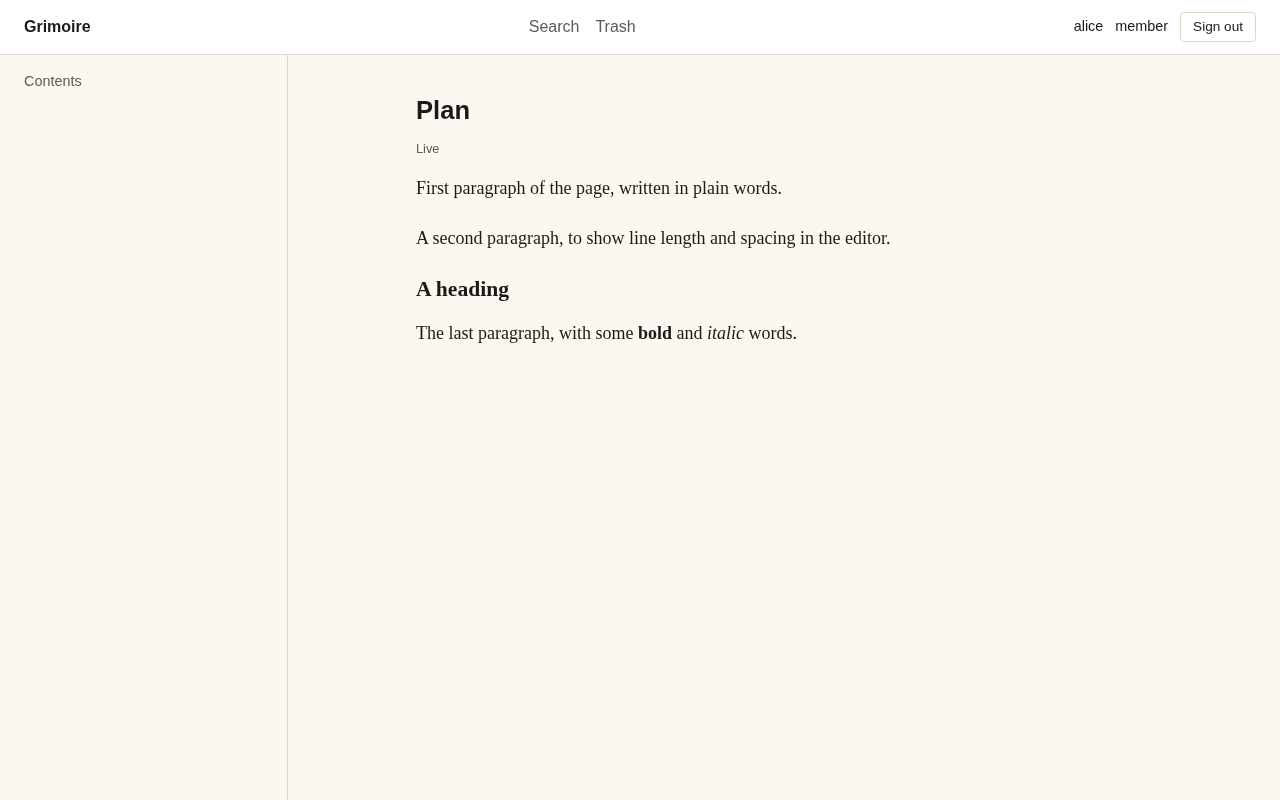 Grimoire
Search Trash
alice member Sign out
Contents
Plan
Live
First paragraph of the page, written in plain words.
A second paragraph, to show line length and spacing in the editor.
A heading
The last paragraph, with some bold and italic words.